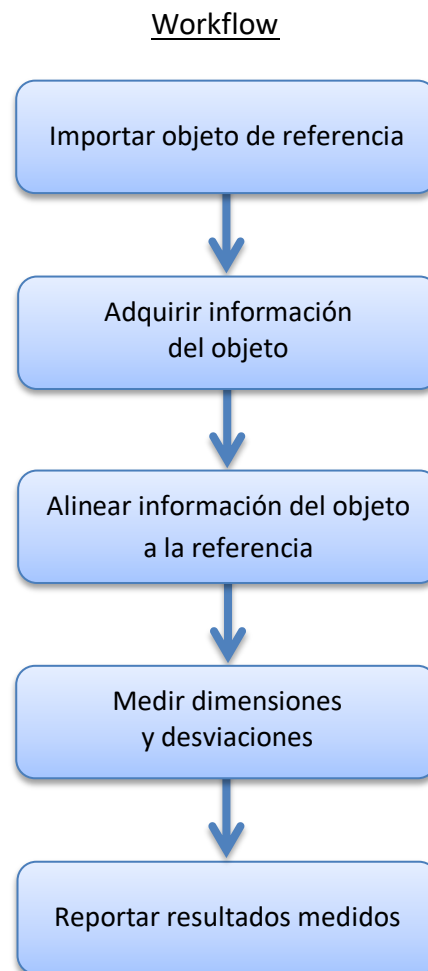 Workflow
Importar objeto de referencia
Adquirir información
del objeto
Alinear información del objeto
a la referencia
Medir dimensiones
y desviaciones
Reportar resultados medidos